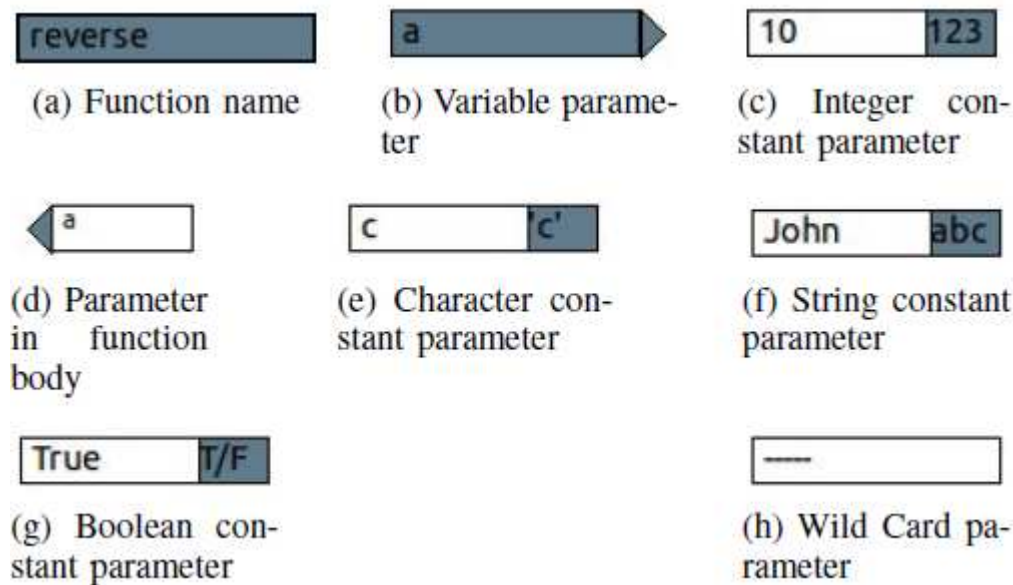 reverse
a
10 123
(a) Function name
(b) Variable parame-
ter
(c) Integer con-
stant parameter
a
c 'c'
John abc
(d) Parameter
in function
body
(e) Character con-
stant parameter
(f) String constant
parameter
True T/F
-----
(g) Boolean con-
stant parameter
(h) Wild Card pa-
rameter